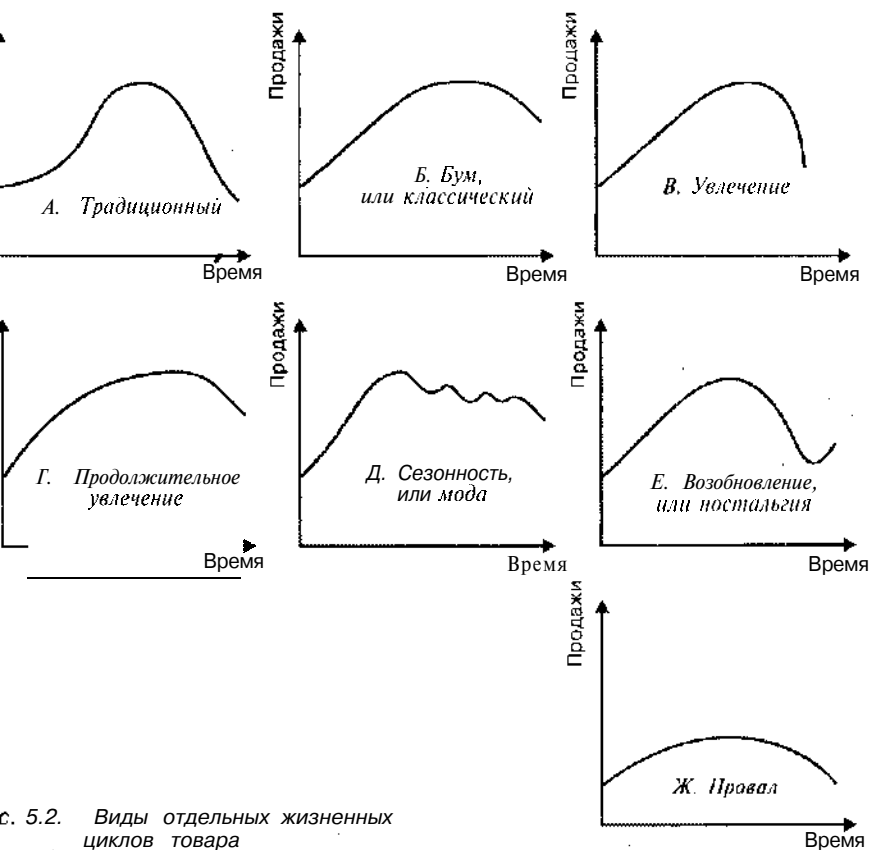 Продажи
Продажи
А. Традиционный
Б. Бум,
или классический
В. Увлечение
Время
Время
Время
Продажи
Продажи
Г. Продолжительное
увлечение
Д. Сезонность,
или мода
Е. Возобновление,
или ностальгия
Время
Время
Время
Продажи
Ж. Провал
Время
с. 5.2. Виды отдельных жизненных
циклов товара